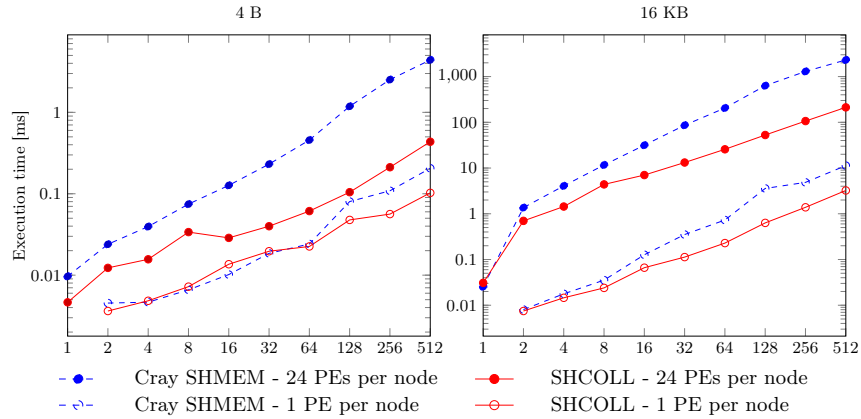 4 B
16 KB
Execution time [ms]
1
0.1
0.01
1,000
100
10
1
0.1
0.01
1 2 4 8 16 32 64 128 256 512
1 2 4 8 16 32 64 128 256 512
Cray SHMEM - 24 PEs per node
SHCOLL - 24 PEs per node
Cray SHMEM - 1 PE per node
SHCOLL - 1 PE per node